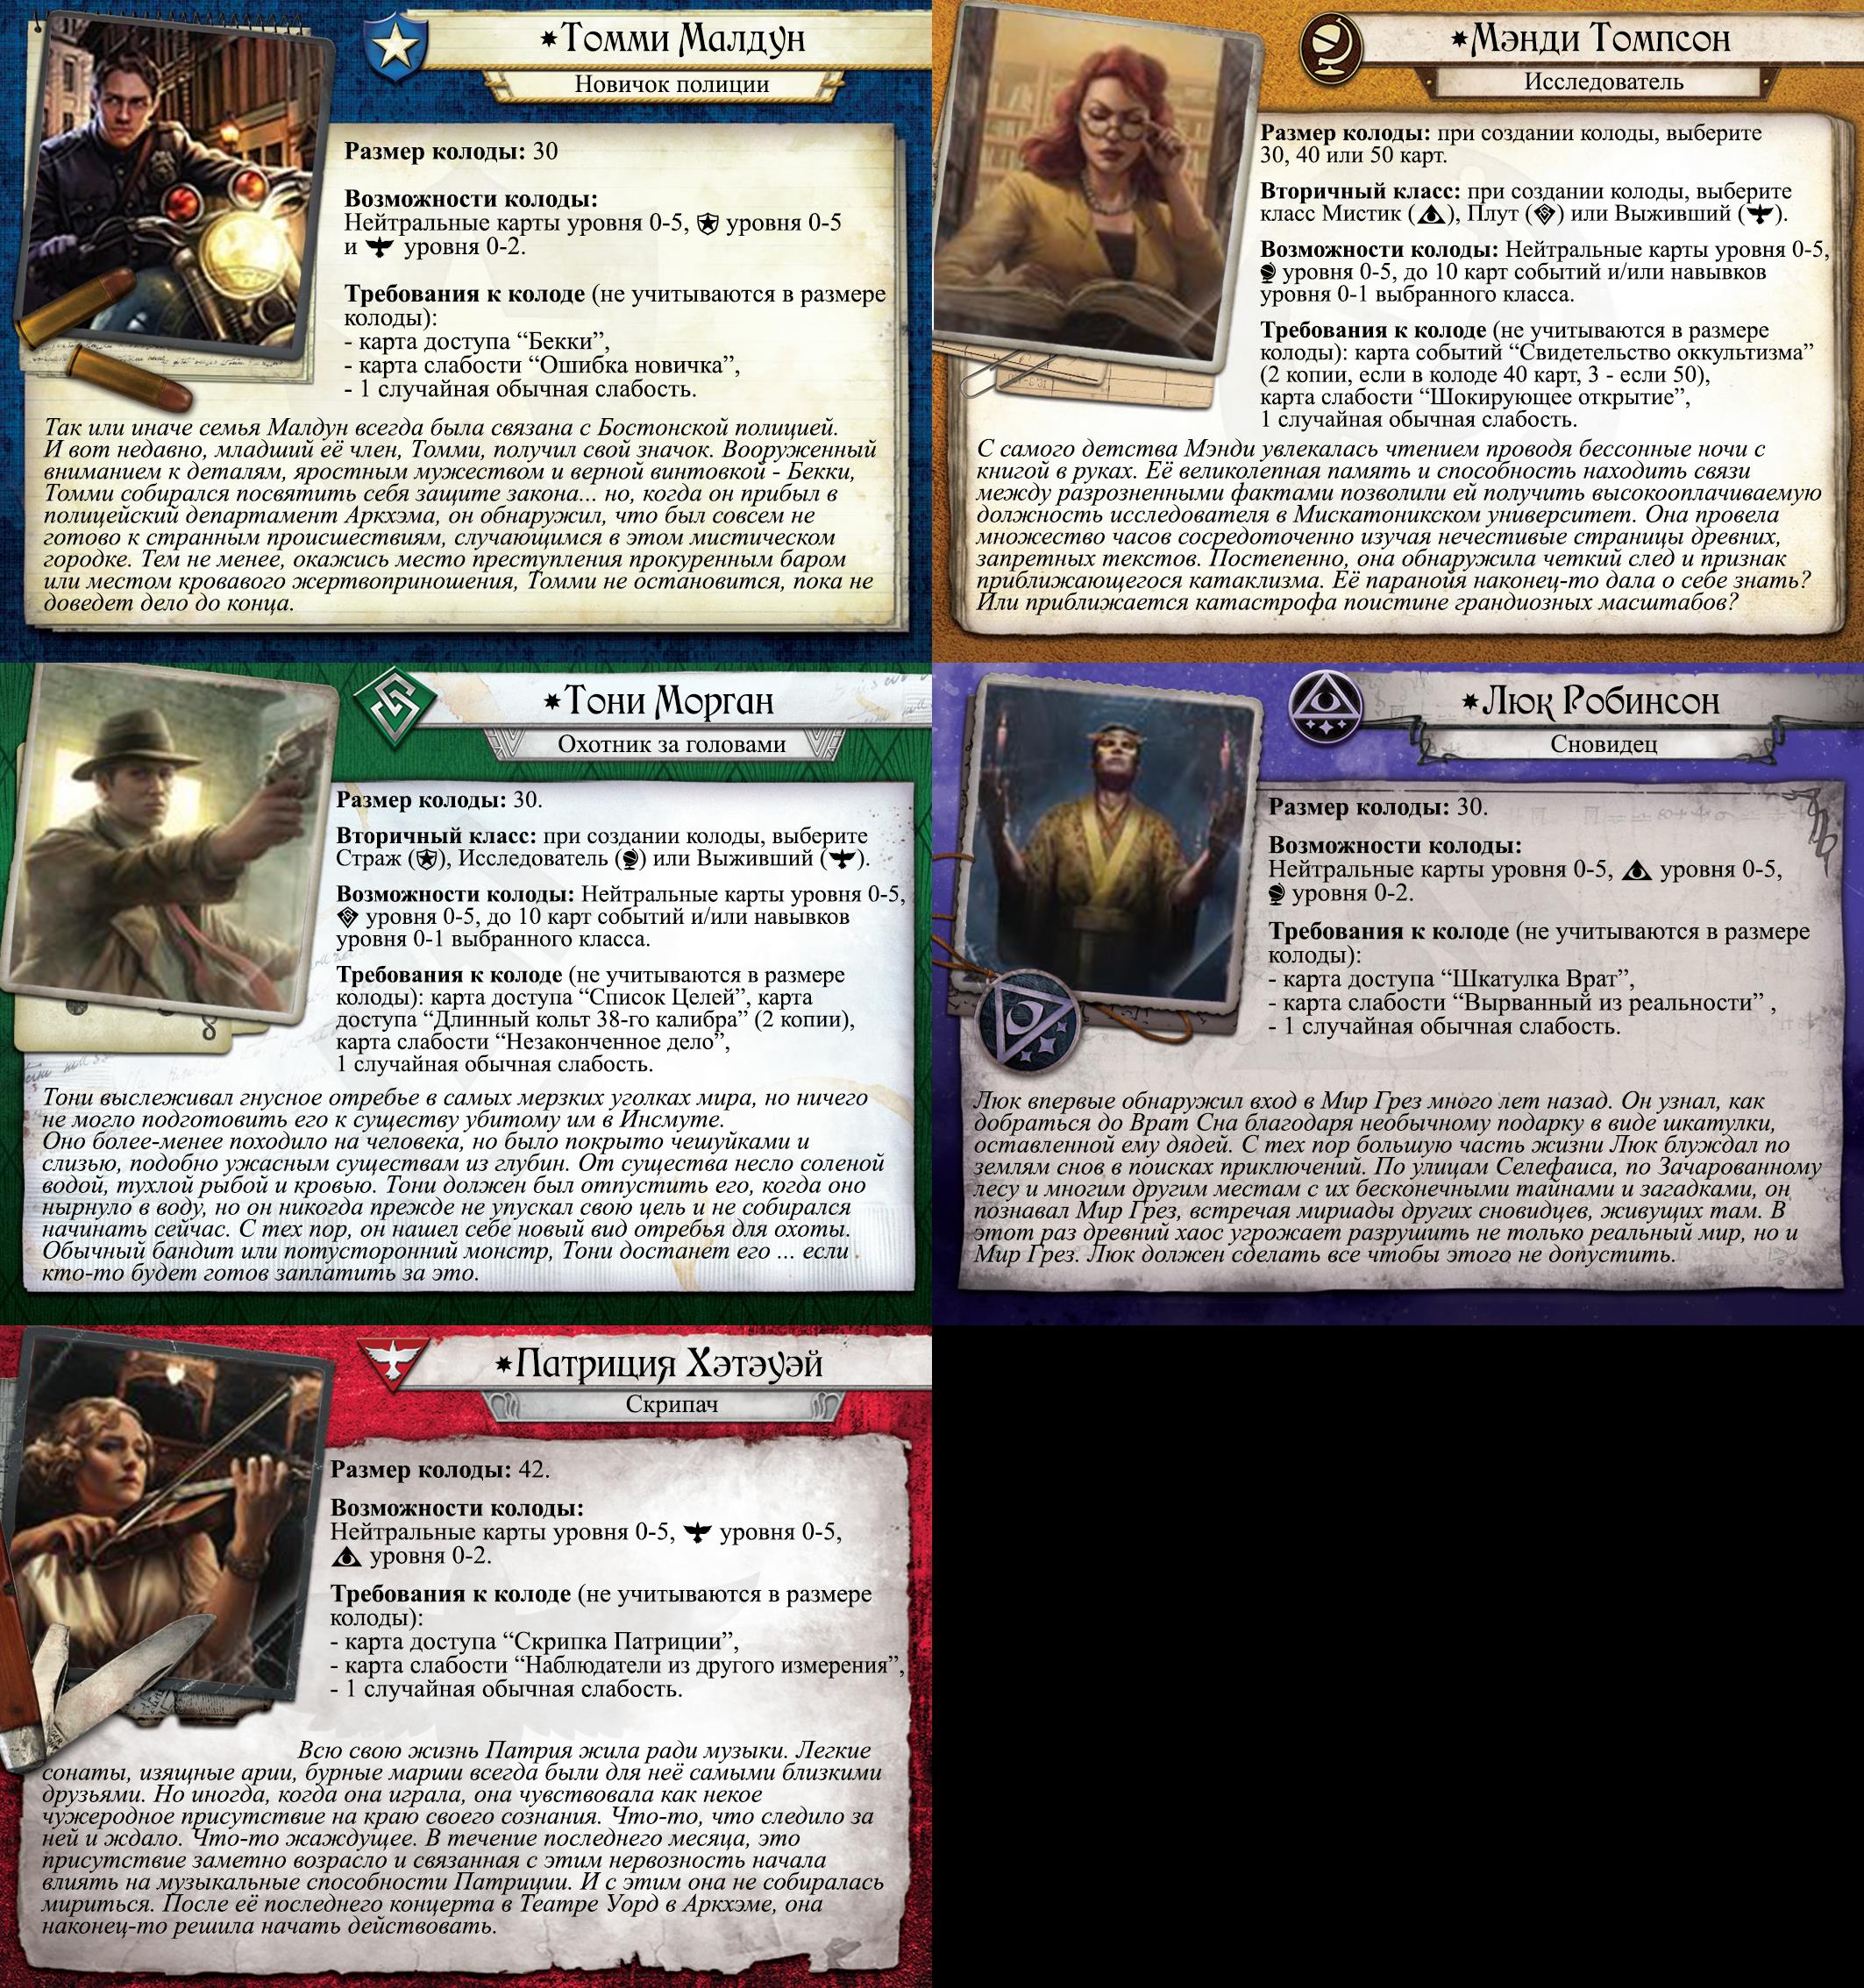 Томми Малдун
Новичок полиции
Размер колоды: 30
Возможности колоды:
Нейтральные карты уровня 0-5, уровня 0-5
и уровня 0-2.
Требования к колоде (не учитываются в размере
колоды):
- карта доступа “Бекки”,
- карта слабости “Ошибка новичка”,
- 1 случайная обычная слабость.
Так или иначе семья Малдун всегда была связана с Бостонской полицией.
И вот недавно, младший её член, Томми, получил свой значок. Вооруженный
вниманием к деталям, яростным мужеством и верной винтовкой - Бекки,
Томми собирался посвятить себя защите закона... но, когда он прибыл в
полицейский департамент Аркхэма, он обнаружил, что был совсем не
готово к странным происшествиям, случающимся в этом мистическом
городке. Тем не менее, окажись место преступления прокуренным баром
или местом кровавого жертвоприношения, Томми не остановится, пока не
доведет дело до конца.
Мэнди Томпсон
Исследователь
Размер колоды: при создании колоды, выберите
30, 40 или 50 карт.
Вторичный класс: при создании колоды, выберите
класс Мистик ( ), Плут ( ) или Выживший ( ).
Возможности колоды: Нейтральные карты уровня 0-5,
уровня 0-5, до 10 карт событий и/или навывков
уровня 0-1 выбранного класса.
Требования к колоде (не учитываются в размере
колоды): карта событий “Свидетельство оккультизма”
(2 копии, если в колоде 40 карт, 3 - если 50),
карта слабости “Шокирующее открытие”,
1 случайная обычная слабость.
С самого детства Мэнди увлекалась чтением проводя бессонные ночи с
книгой в руках. Её великолепная память и способность находить связи
между разрозненными фактами позволили ей получить высокооплачиваемую
должность исследователя в Мискатоникском университет. Она провела
множество часов сосредоточенно изучая нечестивые страницы древних,
запретных текстов. Постепенно, она обнаружила четкий след и признак
приближающегося катаклизма. Её паранойя наконец-то дала о себе знать?
Или приближается катастрофа поистине грандиозных масштабов?
Тони Морган
Охотник за головами
Размер колоды: 30.
Вторичный класс: при создании колоды, выберите
Страж ( ), Исследователь ( ) или Выживший ( ).
Возможности колоды: Нейтральные карты уровня 0-5,
уровня 0-5, до 10 карт событий и/или навывков
уровня 0-1 выбранного класса.
Требования к колоде (не учитываются в размере
колоды): карта доступа “Список Целей”, карта
доступа “Длинный кольт 38-го калибра” (2 копии),
карта слабости “Незаконченное дело”,
1 случайная обычная слабость.
Тони выслеживал гнусное отребье в самых мерзких уголках мира, но ничего
не могло подготовить его к существу убитому им в Инсмуте.
Оно более-менее походило на человека, но было покрыто чешуйками и
слизью, подобно ужасным существам из глубин. От существа несло соленой
водой, тухлой рыбой и кровью. Тони должен был отпустить его, когда оно
нырнуло в воду, но он никогда прежде не упускал свою цель и не собирался
начинать сейчас. С тех пор, он нашел себе новый вид отребья для охоты.
Обычный бандит или потусторонний монстр, Тони достанет его ... если
кто-то будет готов заплатить за это.
Люк Робинсон
Сновидец
Размер колоды: 30.
Возможности колоды:
Нейтральные карты уровня 0-5, уровня 0-5,
уровня 0-2.
Требования к колоде (не учитываются в размере
колоды):
- карта доступа “Шкатулка Врат”,
- карта слабости “Вырванный из реальности” ,
- 1 случайная обычная слабость.
Люк впервые обнаружил вход в Мир Грез много лет назад. Он узнал, как
добраться до Врат Сна благодаря необычному подарку в виде шкатулки,
оставленной ему дядей. С тех пор большую часть жизни Люк блуждал по
землям снов в поисках приключений. По улицам Селефаиса, по Зачарованному
лесу и многим другим местам с их бесконечными тайнами и загадками, он
познавал Мир Грез, встречая мириады других сновидцев, живущих там. В
этот раз древний хаос угрожает разрушить не только реальный мир, но и
Мир Грез. Люк должен сделать все чтобы этого не допустить.
Патриция Хэтэуэй
Скрипач
Размер колоды: 42.
Возможности колоды:
Нейтральные карты уровня 0-5, уровня 0-5,
уровня 0-2.
Требования к колоде (не учитываются в размере
колоды):
- карта доступа “Скрипка Патриции”,
- карта слабости “Наблюдатели из другого измерения”,
- 1 случайная обычная слабость.
Всю свою жизнь Патрия жила ради музыки. Легкие
сонаты, изящные арии, бурные марши всегда были для неё самыми близкими
друзьями. Но иногда, когда она играла, она чувствовала как некое
чужеродное присутствие на краю своего сознания. Что-то, что следило за
ней и ждало. Что-то жаждущее. В течение последнего месяца, это
присутствие заметно возрасло и связанная с этим нервозность начала
влиять на музыкальные способности Патриции. И с этим она не собиралась
мириться. После её последнего концерта в Театре Уорд в Аркхэме, она
наконец-то решила начать действовать.